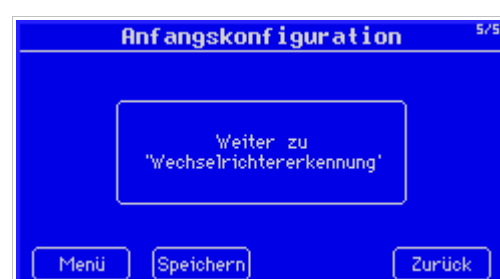 Anfangskonfiguration 5/5
Weiter zu
'Wechselrichtererkennung'
Menü Speichern Zurück